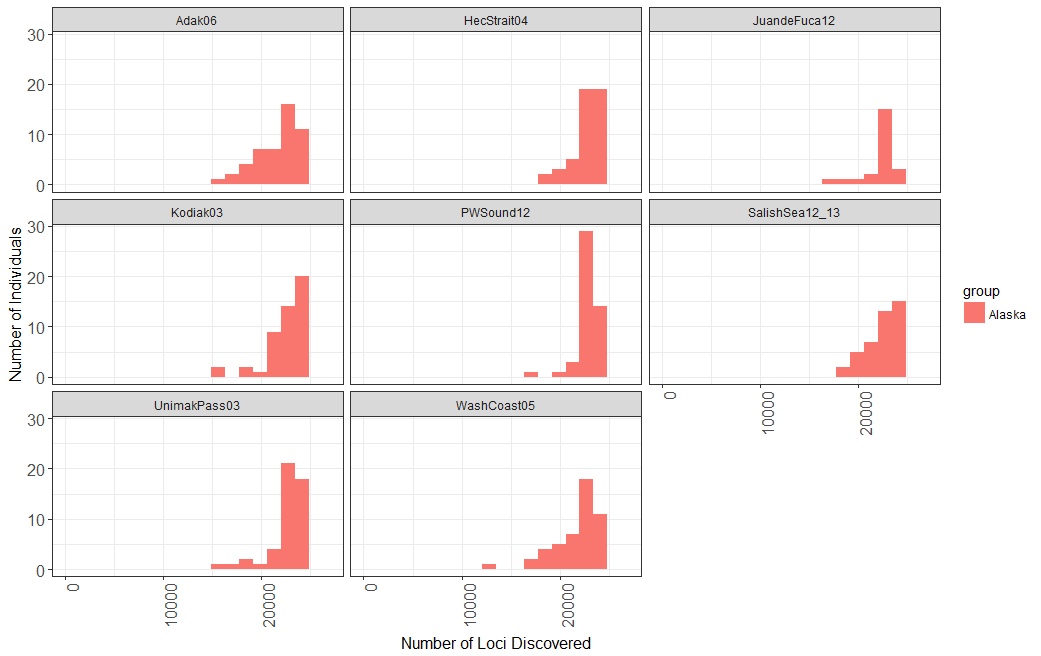 Adak06 HecStrait04 JuandeFuca12
30
20
10
0
Kodiak03 PWSound12 SalishSea12_13
30
20
10
0
0 10000 20000
UnimakPass03 WashCoast05
30
20
10
0
0 10000 20000 0 10000 20000
Number of Loci Discovered
Number of Individuals
group
Alaska